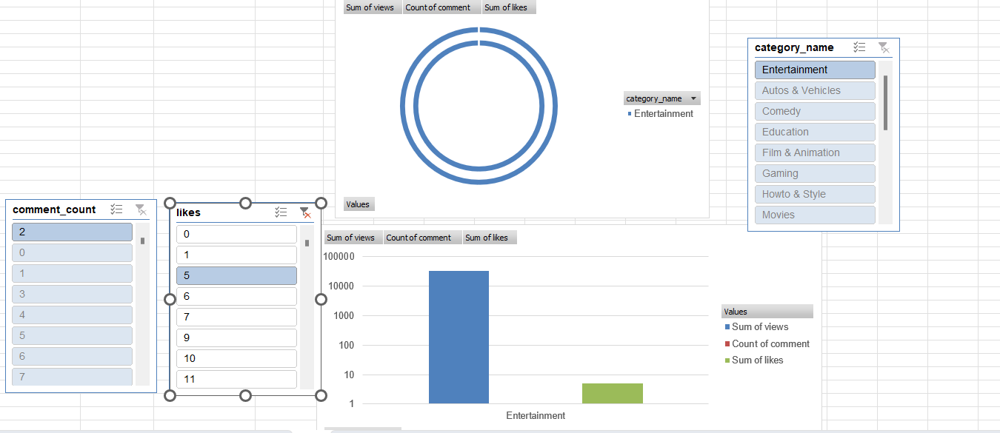 Sum of views Count of comment Sum of likes
category_name
Entertainment
Values
category_name
Entertainment
Autos & Vehicles
Comedy
Education
Film & Animation
Gaming
Howto & Style
Movies
comment_count
2
0
1
3
4
5
6
7
likes
0
1
5
6
7
9
10
11
Sum of views Count of comment Sum of likes
100000
10000
1000
100
10
1
Entertainment
Values
Sum of views
Count of comment
Sum of likes